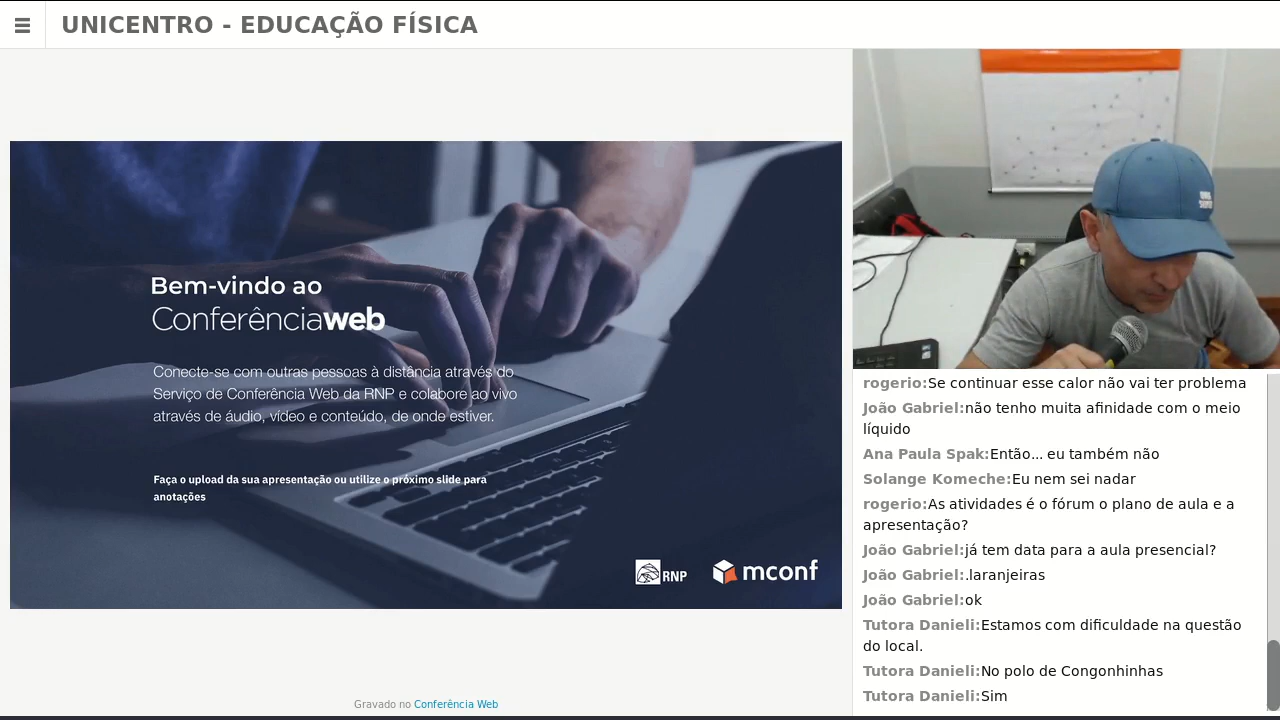 UNICENTRO - EDUCAÇÃO FÍSICA
Bem-vindo ao
Conferênciaweb
Conecte-se com outras pessoas à distância através do
Serviço de Conferência Web da RNP e colabore ao vivo
através de áudio, vídeo e conteúdo, de onde estiver.
Faça o upload da sua apresentação ou utilize o próximo slide para
anotações
RNP
mconf
Gravado no Conferência Web
rogerio:Se continuar esse calor não vai ter problema
João Gabriel:não tenho muita afinidade com o meio
líquido
Ana Paula Spak:Então... eu também não
Solange Komeche:Eu nem sei nadar
rogerio:As atividades é o fórum o plano de aula e a
apresentação?
João Gabriel:já tem data para a aula presencial?
João Gabriel:.laranjeiras
João Gabriel:ok
Tutora Danieli:Estamos com dificuldade na questão
do local.
Tutora Danieli:No polo de Congonhinhas
Tutora Danieli:Sim